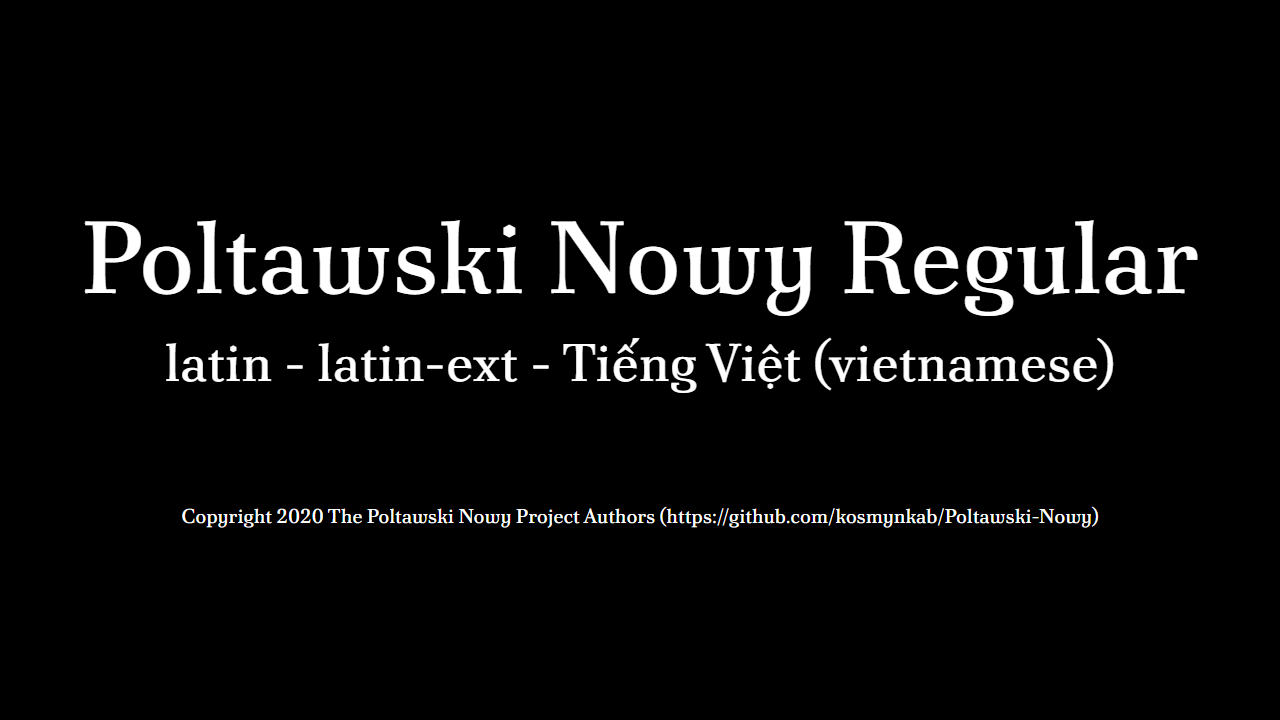 Poltawski Nowy Regular
latin - latin-ext - Tiếng Việt (vietnamese)
Copyright 2020 The Poltawski Nowy Project Authors (https://github.com/kosmynkab/Poltawski-Nowy)